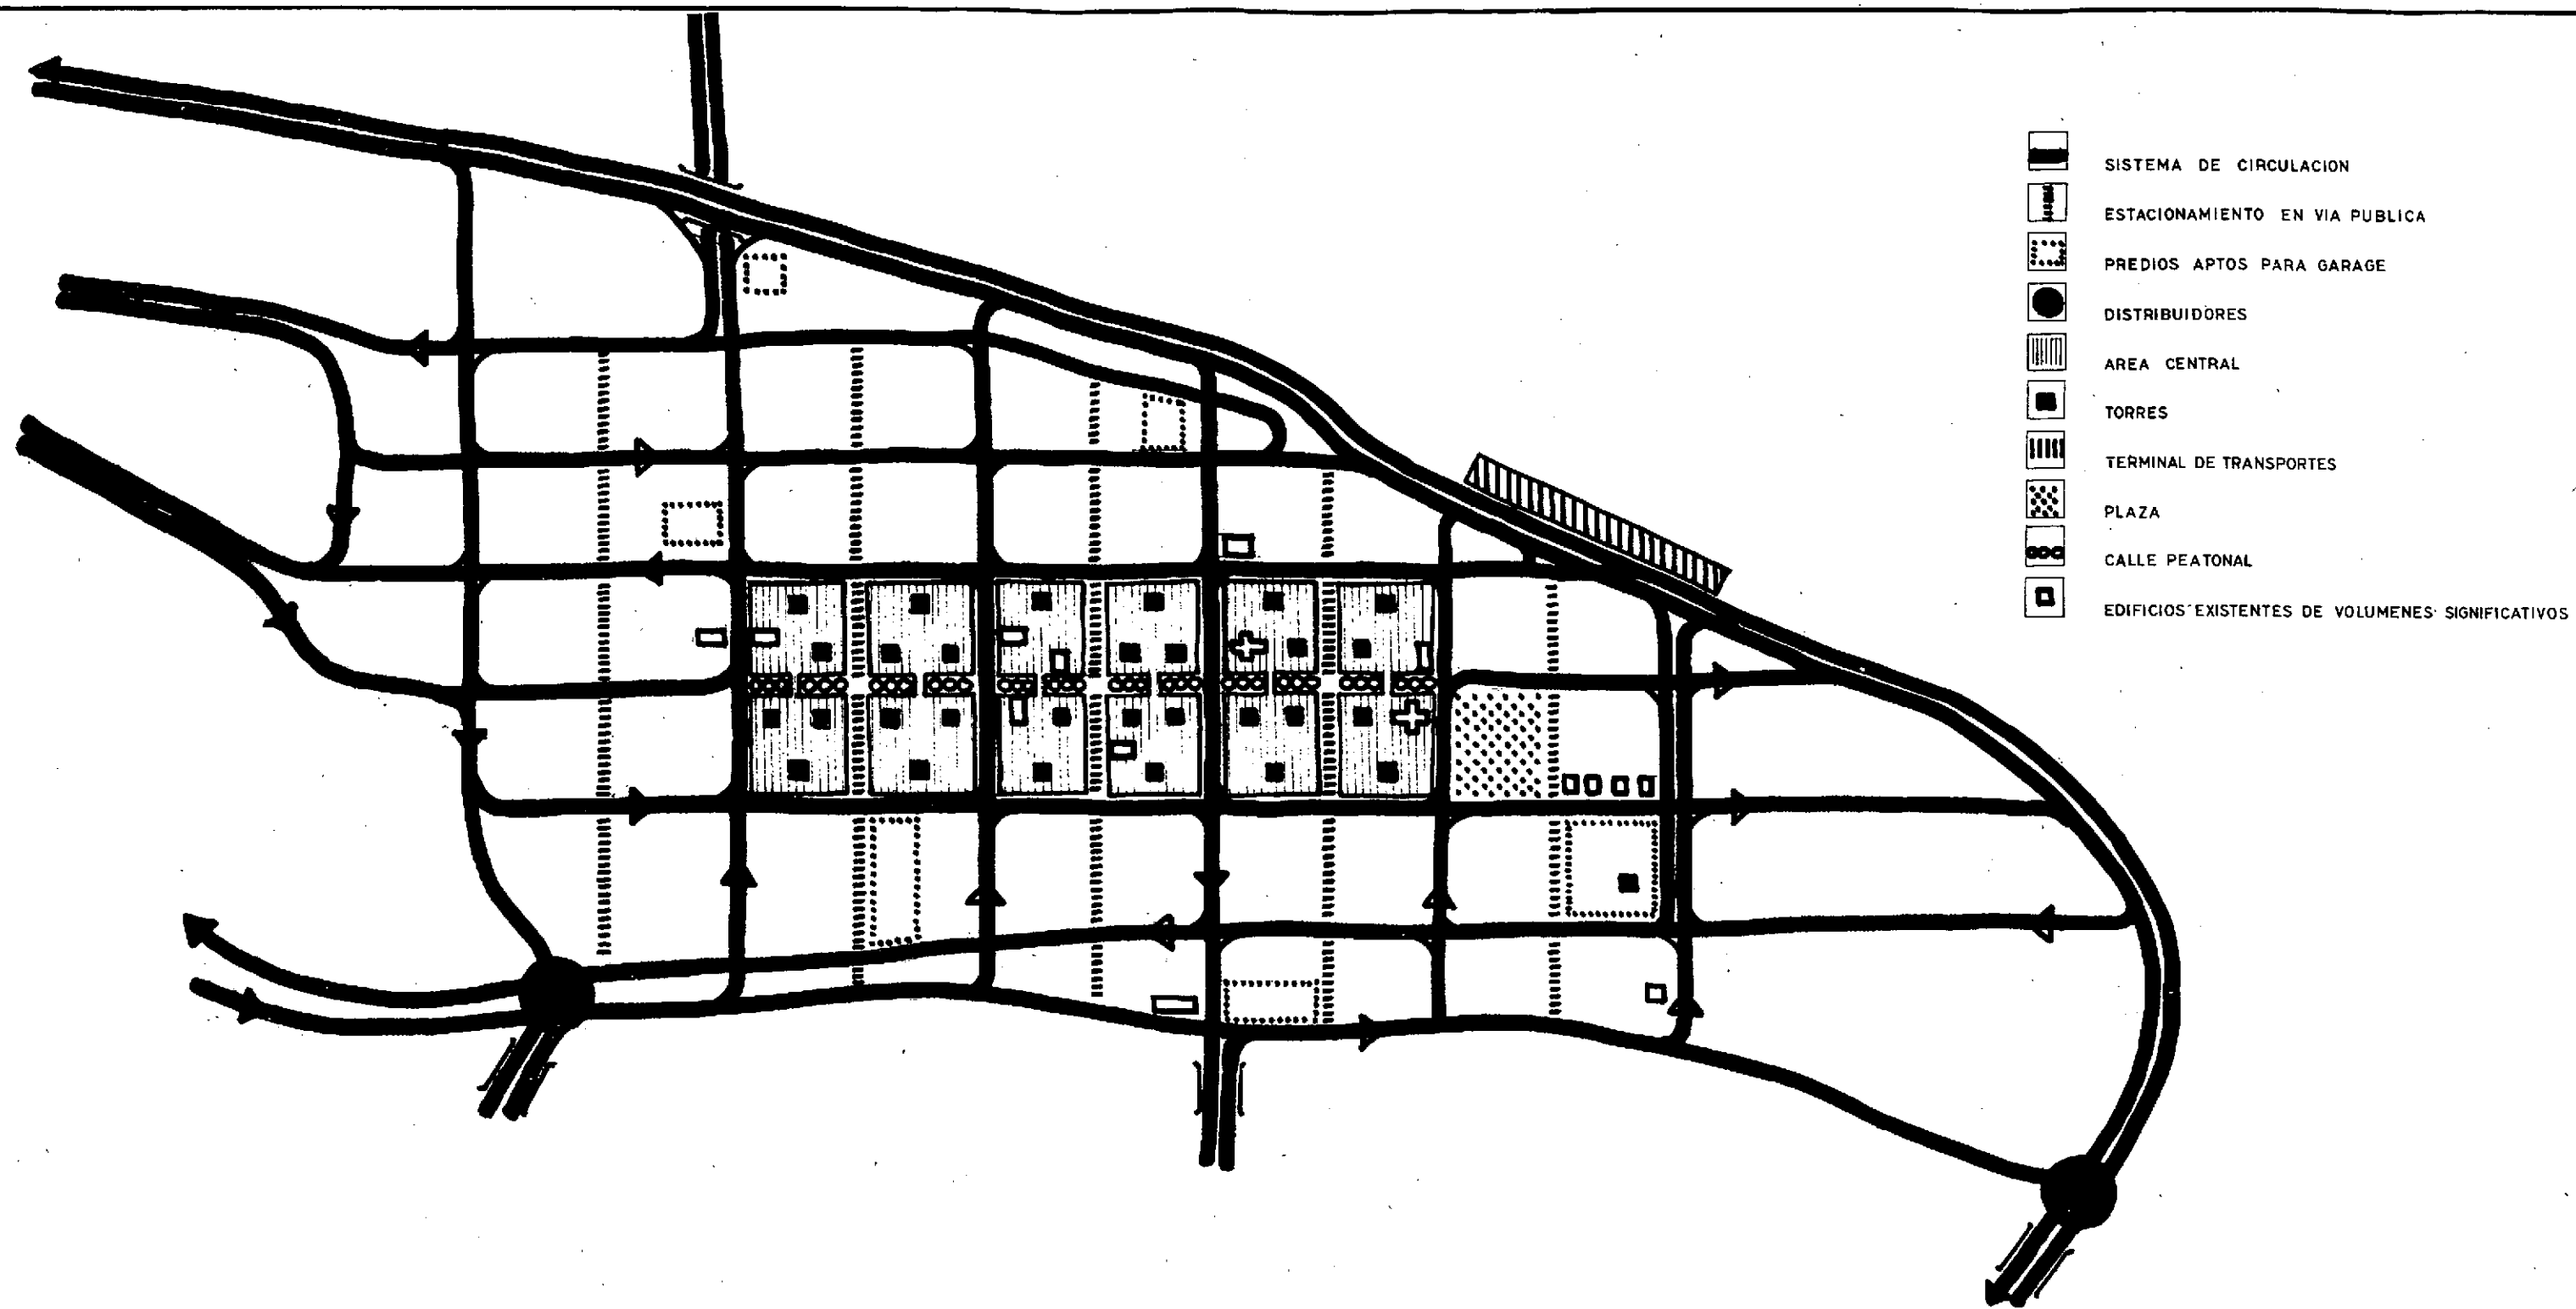 SISTEMA DE CIRCULACION
ESTACIONAMIENTO EN VIA PUBLICA
PREDIOS APTOS PARA GARAGE
DISTRIBUIDORES
AREA CENTRAL
TORRES
TERMINAL DE TRANSPORTES
PLAZA
CALLE PEATONAL
EDIFICIOS EXISTENTES DE VOLUMENES SIGNIFICATIVOS